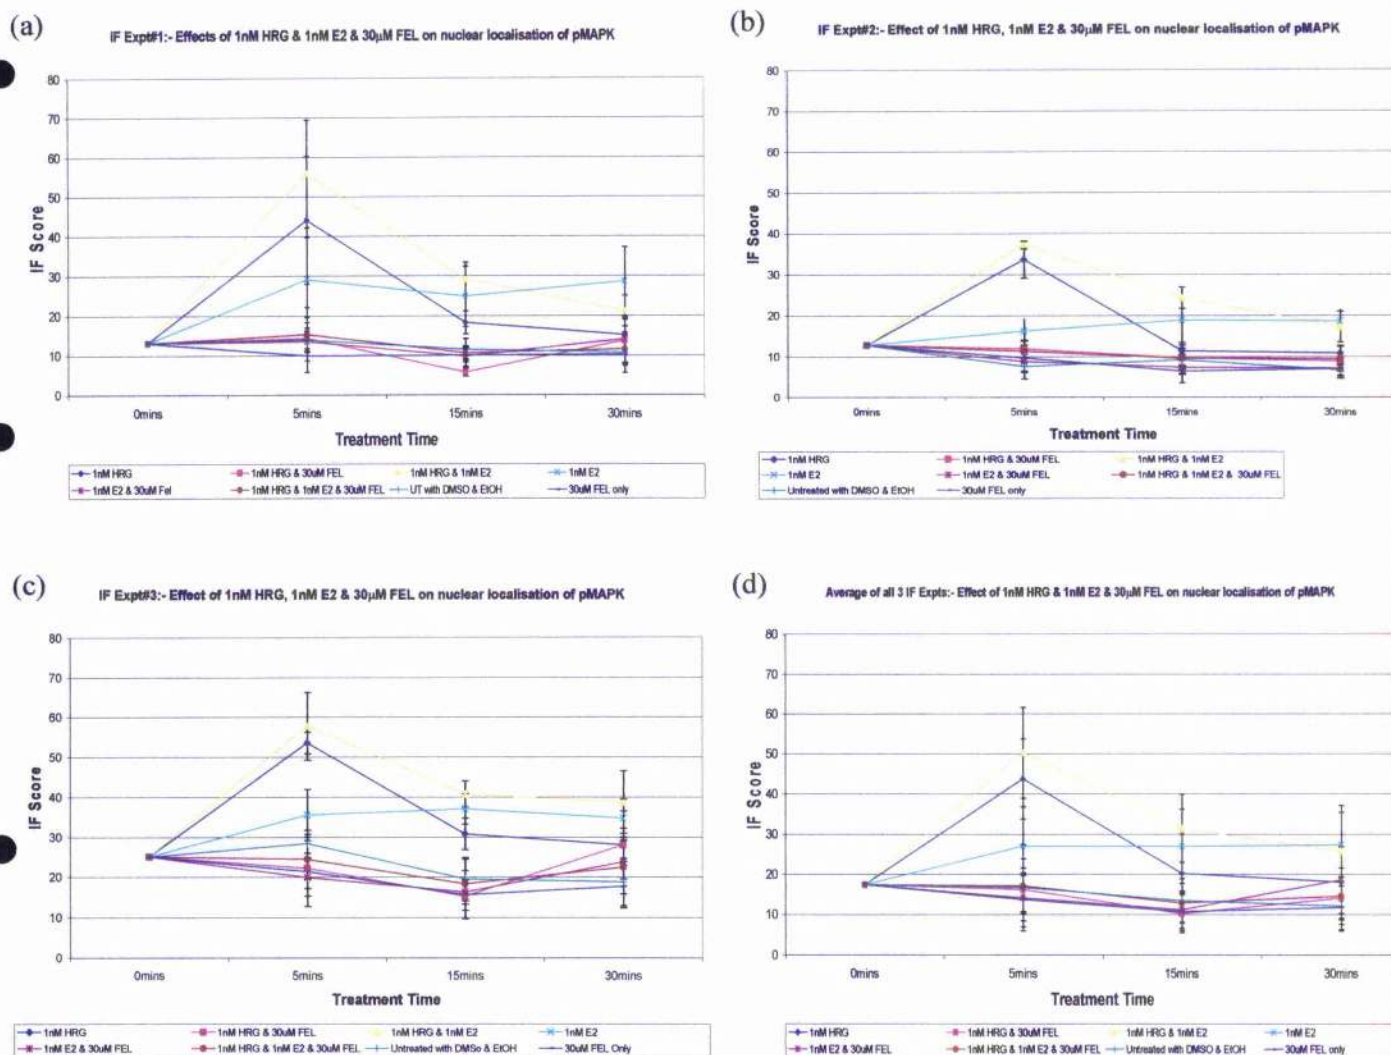 (a)
IF Expt#1:- Effects of 1nM HRG & 1nM E2 & 30µM FEL on nuclear localisation of pMAPK
IF Score
80
70
60
50
40
30
20
10
0
0mins 5mins 15mins 30mins
Treatment Time
1nM HRG 1nM HRG & 30uM FEL 1nM HRG & 1nM E2 1nM E2
1nM E2 & 30uM Fel 1nM HRG & 1nM E2 & 30uM FEL UT with DMSO & EtOH 30uM FEL only
(b)
IF Expt#2:- Effect of 1nM HRG, 1nM E2 & 30µM FEL on nuclear localisation of pMAPK
IF Score
80
70
60
50
40
30
20
10
0
0mins 5mins 15mins 30mins
Treatment Time
1nM HRG 1nM HRG & 30uM FEL 1nM HRG & 1nM E2
1nM E2 1nM E2 & 30uM FEL 1nM HRG & 1nM E2 & 30uM FEL
Untreated with DMSO & EtOH 30uM FEL only
(c)
IF Expt#3:- Effect of 1nM HRG, 1nM E2 & 30µM FEL on nuclear localisation of pMAPK
IF Score
80
70
60
50
40
30
20
10
0
0mins 5mins 15mins 30mins
Treatment Time
1nM HRG 1nM HRG & 30uM FEL 1nM HRG & 1nM E2 1nM E2
1nM E2 & 30uM FEL 1nM HRG & 1nM E2 & 30uM FEL Untreated with DMSo & EtOH 30uM FEL Only
(d)
Average of all 3 IF Expts:- Effect of 1nM HRG & 1nM E2 & 30µM FEL on nuclear localisation of pMAPK
IF Score
80
70
60
50
40
30
20
10
0
0mins 5mins 15mins 30mins
Treatment Time
1nM HRG 1nM HRG & 30uM FEL 1nM HRG & 1nM E2 1nM E2
1nM E2 & 30uM FEL 1nM HRG & 1nM E2 & 30uM FEL Untreated with DMSO & EtOH 30uM FEL only